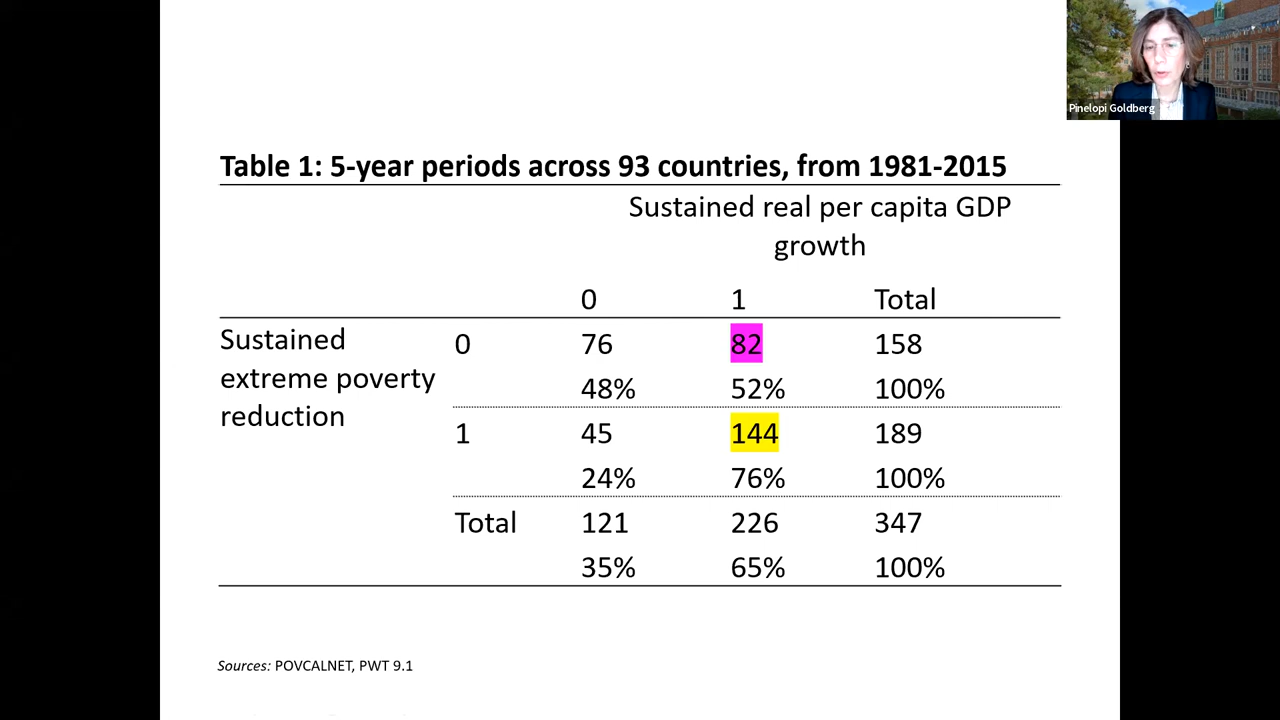 Pinelopi Goldberg
Table 1: 5-year periods across 93 countries, from 1981-2015
Sustained real per capita GDP
growth
0 1 Total
Sustained
extreme poverty
reduction
0 76 82 158
48% 52% 100%
1 45 144 189
24% 76% 100%
Total 121 226 347
35% 65% 100%
Sources: POVCALNET, PWT 9.1